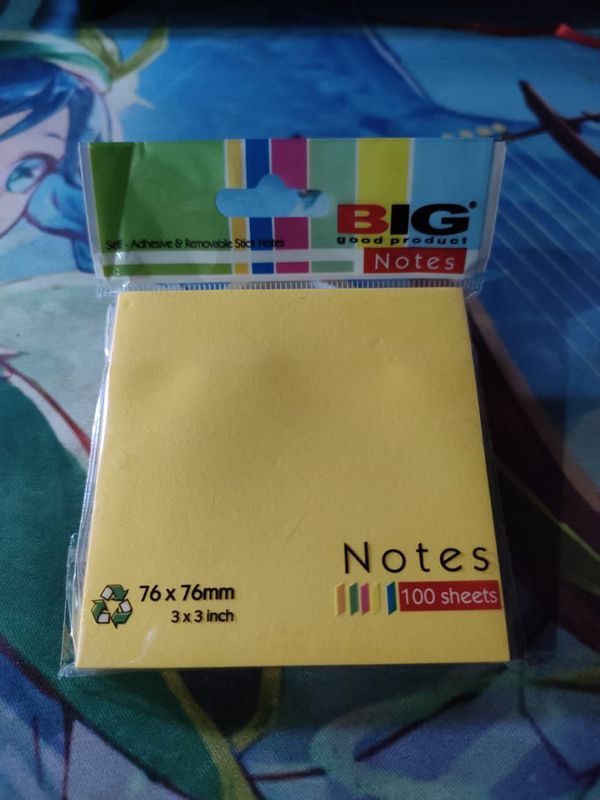 BIG®
good product
Self - Adhesive & Removable Stick Notes
Notes
Notes
76 x 76mm
100 sheets
3 x 3 inch